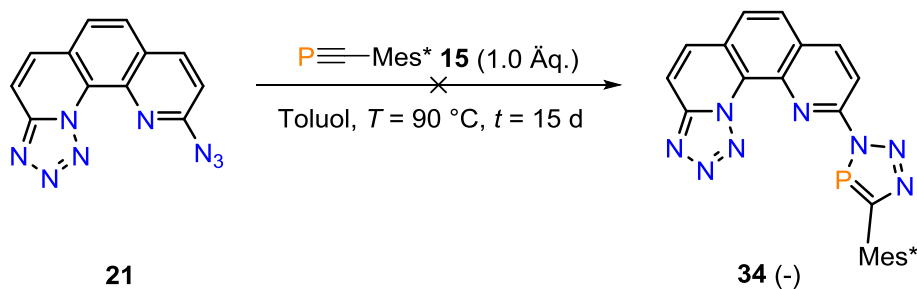 P≡—Mes* 15 (1.0 Äq.)
Toluol, T = 90 °C, t = 15 d
N
N
N
N
N
N₃
N
N
N
N
N
N
N
N
P
Mes*
21
34 (-)